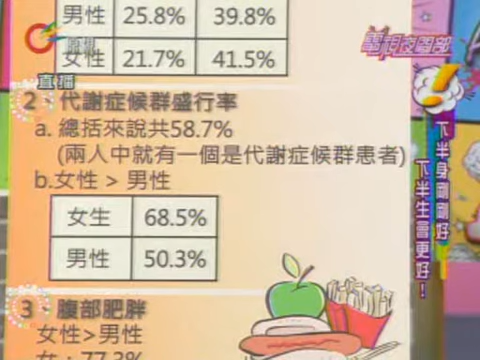 男性 25.8% 39.8%
女性 21.7% 41.5%
直播
2、代謝症候群盛行率
a. 總括來說共58.7%
(兩人中就有一個是代謝症候群患者)
b.女性 > 男性
女生 68.5%
男性 50.3%
3、腹部肥胖
女性>男性
女：77.3%
下半身剛剛好
下半生會更好！